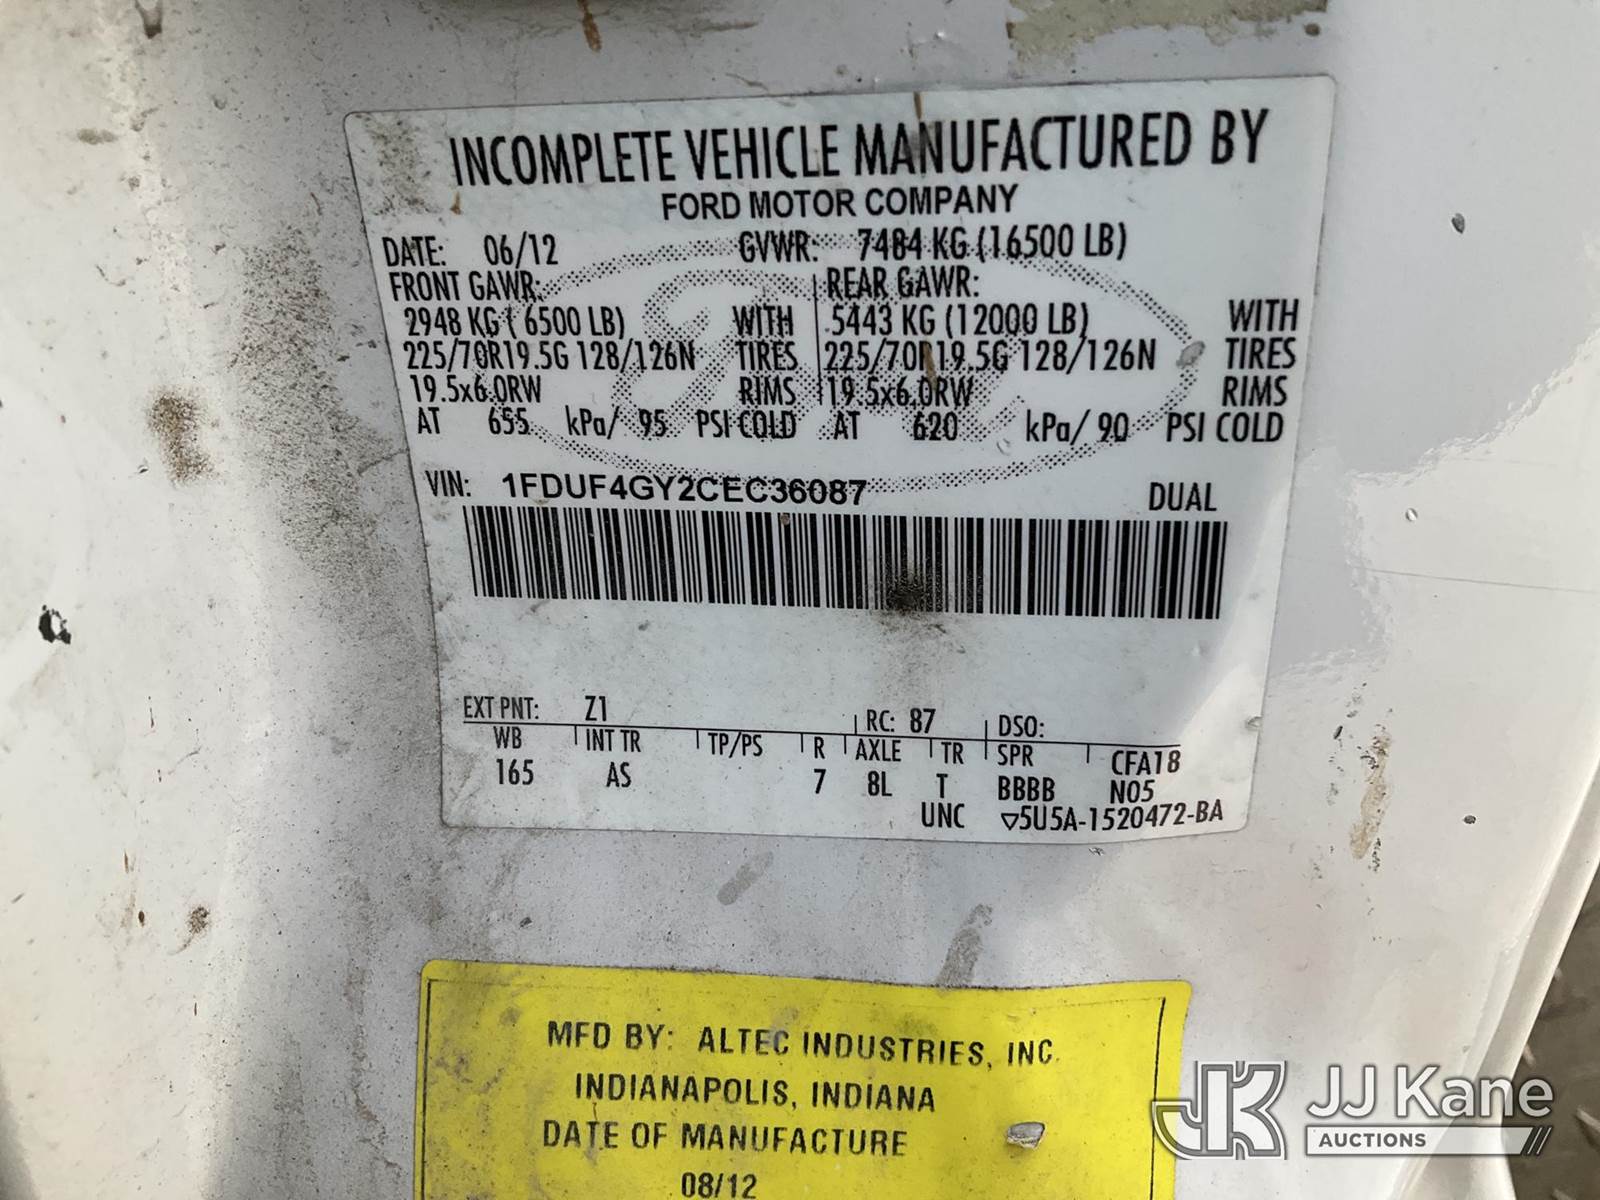 INCOMPLETE VEHICLE MANUFACTURED BY
FORD MOTOR COMPANY
DATE: 06/12 GVWR: 7484 KG (16500 LB)
FRONT GAWR: REAR GAWR:
2948 KG ( 6500 LB) WITH 5443 KG (12000 LB) WITH
225/70R19.5G 128/126N TIRES 225/70R19.5G 128/126N TIRES
19.5x6.0RW RIMS 19.5x6.0RW RIMS
AT 655 kPa/ 95 PSI COLD AT 620 kPa/ 90 PSI COLD
VIN: 1FDUF4GY2CEC36087 DUAL
EXT PNT: Z1 RC: 87 DSO:
WB INT TR TP/PS R AXLE TR SPR CFA18
165 AS 7 8L T BBBB N05
UNC ▽5U5A-1520472-BA
MFD BY: ALTEC INDUSTRIES, INC.
INDIANAPOLIS, INDIANA
DATE OF MANUFACTURE
08/12
JK JJ Kane
AUCTIONS